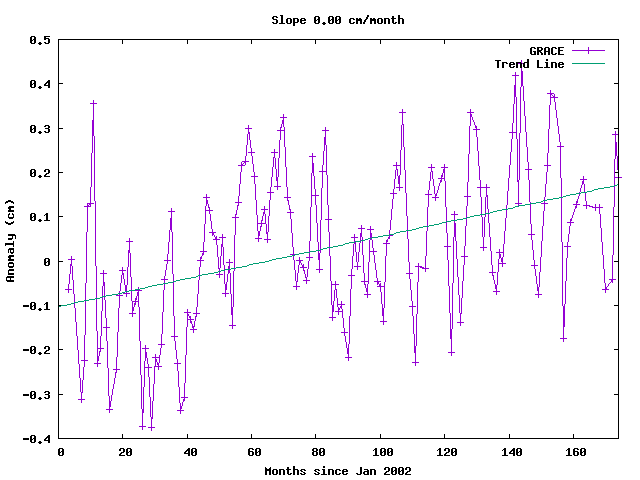 Slope 0.00 cm/month
GRACE
Trend Line
0.5
0.4
0.3
0.2
0.1
0
-0.1
-0.2
-0.3
-0.4
Anomaly (cm)
0 20 40 60 80 100 120 140 160
Months since Jan 2002